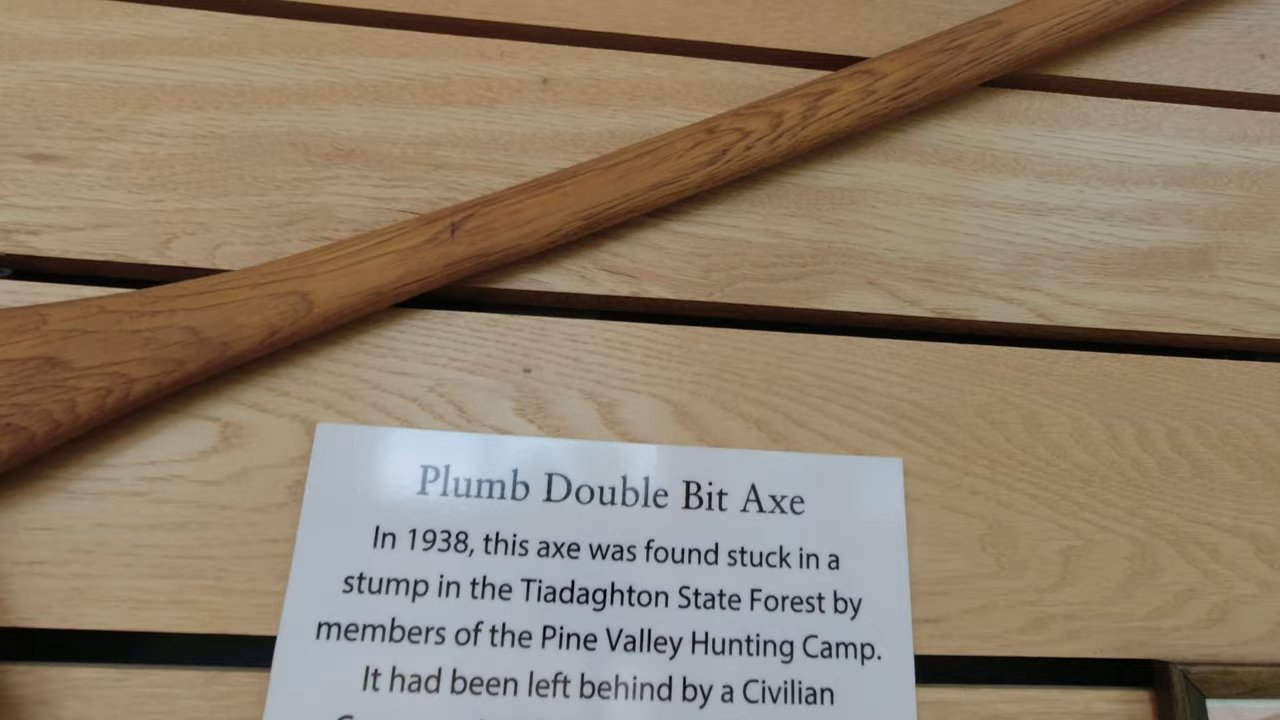 Plumb Double Bit Axe
In 1938, this axe was found stuck in a
stump in the Tiadaghton State Forest by
members of the Pine Valley Hunting Camp.
It had been left behind by a Civilian